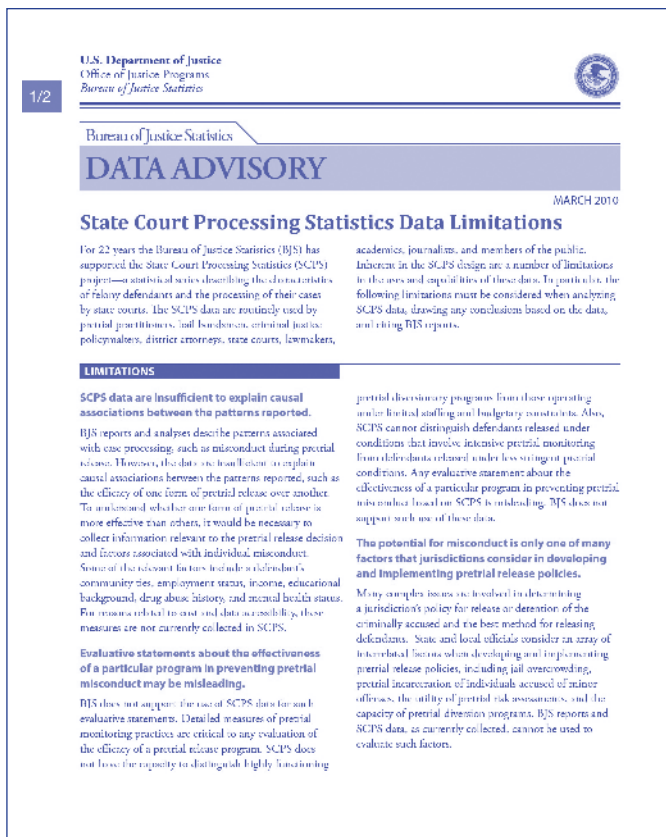 U.S. Department of Justice
Office of Justice Programs
Bureau of Justice Statistics
1/2
Bureau of Justice Statistics
DATA ADVISORY
MARCH 2010
State Court Processing Statistics Data Limitations
For 22 years the Bureau of Justice Statistics (BJS) has
supported the State Court Processing Statistics (SCPS)
project—a statistical series describing the characteristics
of felony defendants and the processing of their cases
by state courts. The SCPS data are routinely used by
pretrial practitioners, bail bondsmen, criminal justice
policymakers, district attorneys, state courts, lawmakers,
academics, journalists, and members of the public.
Inherent in the SCPS design are a number of limitations
in the uses and capabilities of these data. In particular, the
following limitations must be considered when analyzing
SCPS data, drawing any conclusions based on the data,
and citing BJS reports.
LIMITATIONS
SCPS data are insufficient to explain causal
associations between the patterns reported.
BJS reports and analyses describe patterns associated
with case processing, such as misconduct during pretrial
release. However, the data are insufficient to explain
causal associations between the patterns reported, such as
the efficacy of one form of pretrial release over another.
To understand whether one form of pretrial release is
more effective than others, it would be necessary to
collect information relevant to the pretrial release decision
and factors associated with individual misconduct.
Some of the relevant factors include a defendant's
community ties, employment status, income, educational
background, drug abuse history, and mental health status.
For reasons related to cost and data accessibility, these
measures are not currently collected in SCPS.
Evaluative statements about the effectiveness
of a particular program in preventing pretrial
misconduct may be misleading.
BJS does not support the use of SCPS data for such
evaluative statements. Detailed measures of pretrial
monitoring practices are critical to any evaluation of
the efficacy of a pretrial release program. SCPS does
not have the capacity to distinguish highly functioning
pretrial diversionary programs from those operating
under limited staffing and budgetary constraints. Also,
SCPS cannot distinguish defendants released under
conditions that involve intensive pretrial monitoring
from defendants released under less stringent pretrial
conditions. Any evaluative statement about the
effectiveness of a particular program in preventing pretrial
misconduct based on SCPS is misleading. BJS does not
support such use of these data.
The potential for misconduct is only one of many
factors that jurisdictions consider in developing
and implementing pretrial release policies.
Many complex issues are involved in determining
a jurisdiction's policy for release or detention of the
criminally accused and the best method for releasing
defendants. State and local officials consider an array of
interrelated factors when developing and implementing
pretrial release policies, including jail overcrowding,
pretrial incarceration of individuals accused of minor
offenses, the utility of pretrial risk assessments, and the
capacity of pretrial diversion programs. BJS reports and
SCPS data, as currently collected, cannot be used to
evaluate such factors.